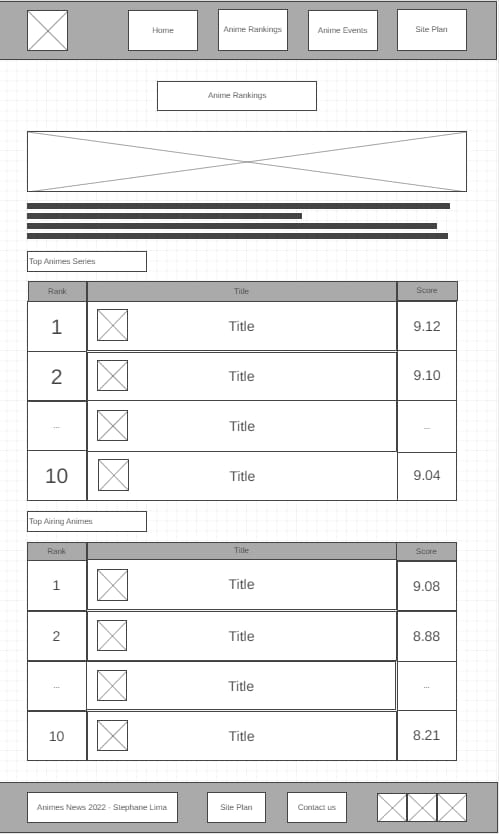 Home
Anime Rankings
Anime Events
Site Plan
Anime Rankings
Top Animes Series
Rank Title Score
1 Title 9.12
2 Title 9.10
... Title ...
10 Title 9.04
Top Airing Animes
Rank Title Score
1 Title 9.08
2 Title 8.88
... Title ...
10 Title 8.21
Animes News 2022 - Stephane Lima
Site Plan
Contact us